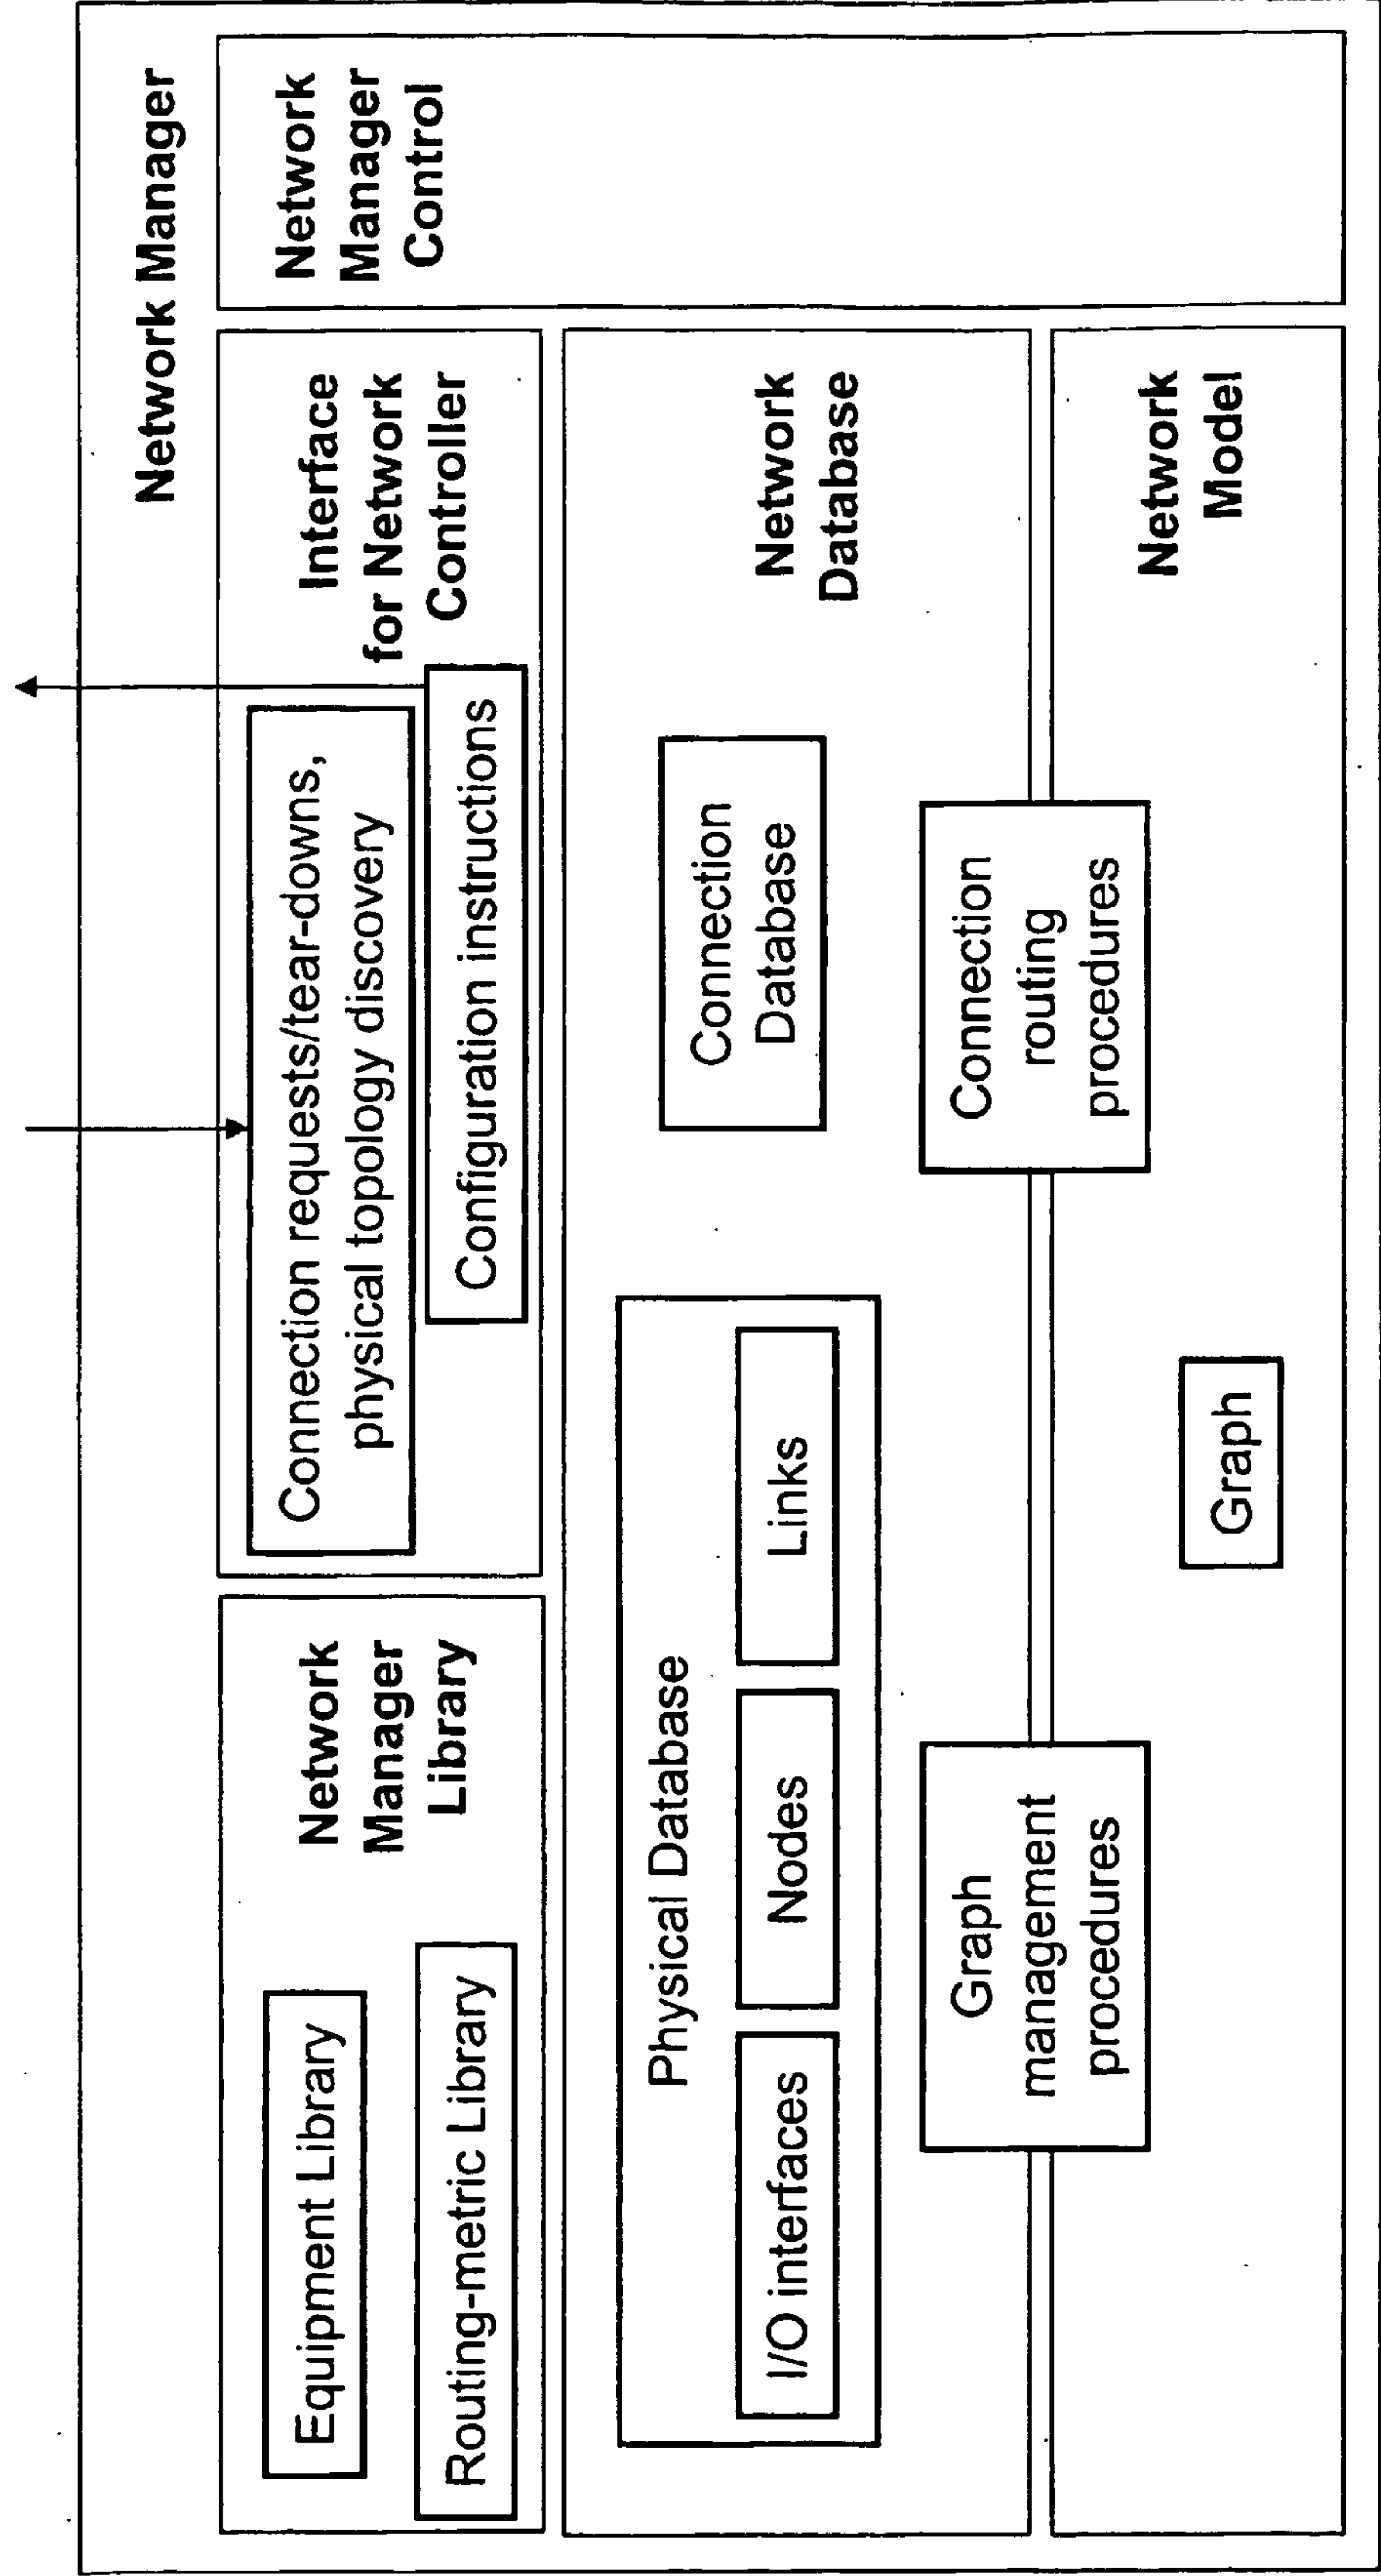 Network Manager
Network
Manager
Library
Equipment Library
Routing-metric Library
Interface
for Network
Controller
Connection requests/tear-downs,
physical topology discovery
Configuration instructions
Network
Manager
Control
Network
Database
Physical Database
I/O interfaces
Nodes
Links
Connection
Database
Graph
management
procedures
Connection
routing
procedures
Network
Model
Graph